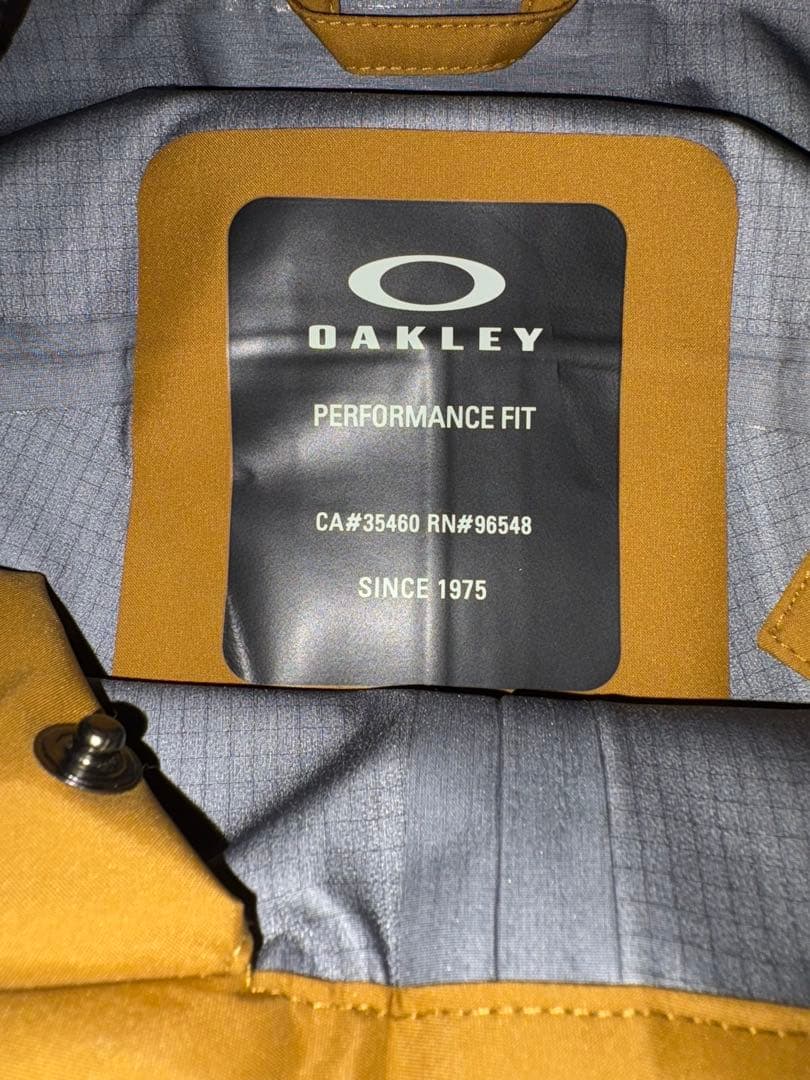 OAKLEY
PERFORMANCE FIT
CA#35460 RN#96548
SINCE 1975